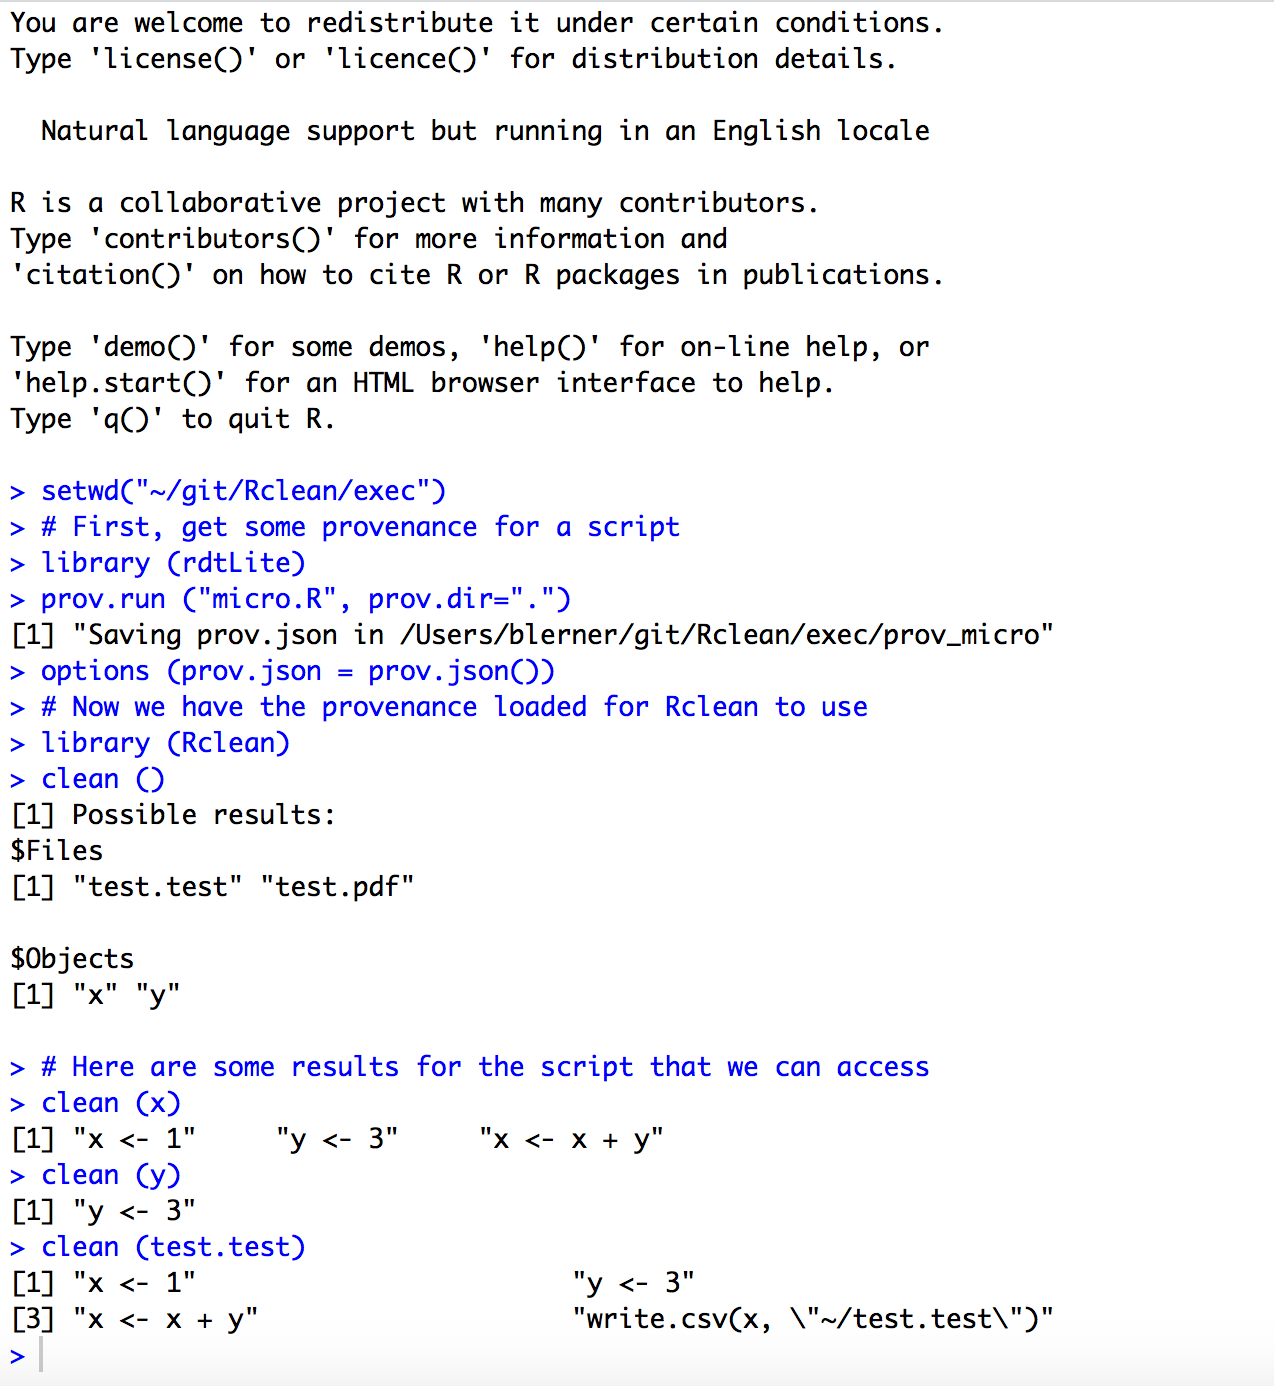 You are welcome to redistribute it under certain conditions.
Type 'license()' or 'licence()' for distribution details.
Natural language support but running in an English locale
R is a collaborative project with many contributors.
Type 'contributors()' for more information and
'citation()' on how to cite R or R packages in publications.
Type 'demo()' for some demos, 'help()' for on-line help, or
'help.start()' for an HTML browser interface to help.
Type 'q()' to quit R.
> setwd("~/git/Rclean/exec")
> # First, get some provenance for a script
> library (rdtLite)
> prov.run ("micro.R", prov.dir=".")
[1] "Saving prov.json in /Users/blerner/git/Rclean/exec/prov_micro"
> options (prov.json = prov.json())
> # Now we have the provenance loaded for Rclean to use
> library (Rclean)
> clean ()
[1] Possible results:
$Files
[1] "test.test" "test.pdf"
$Objects
[1] "x" "y"
> # Here are some results for the script that we can access
> clean (x)
[1] "x <- 1"     "y <- 3"     "x <- x + y"
> clean (y)
[1] "y <- 3"
> clean (test.test)
[1] "x <- 1"                        "y <- 3"
[3] "x <- x + y"                    "write.csv(x, \"~/test.test\")"
>